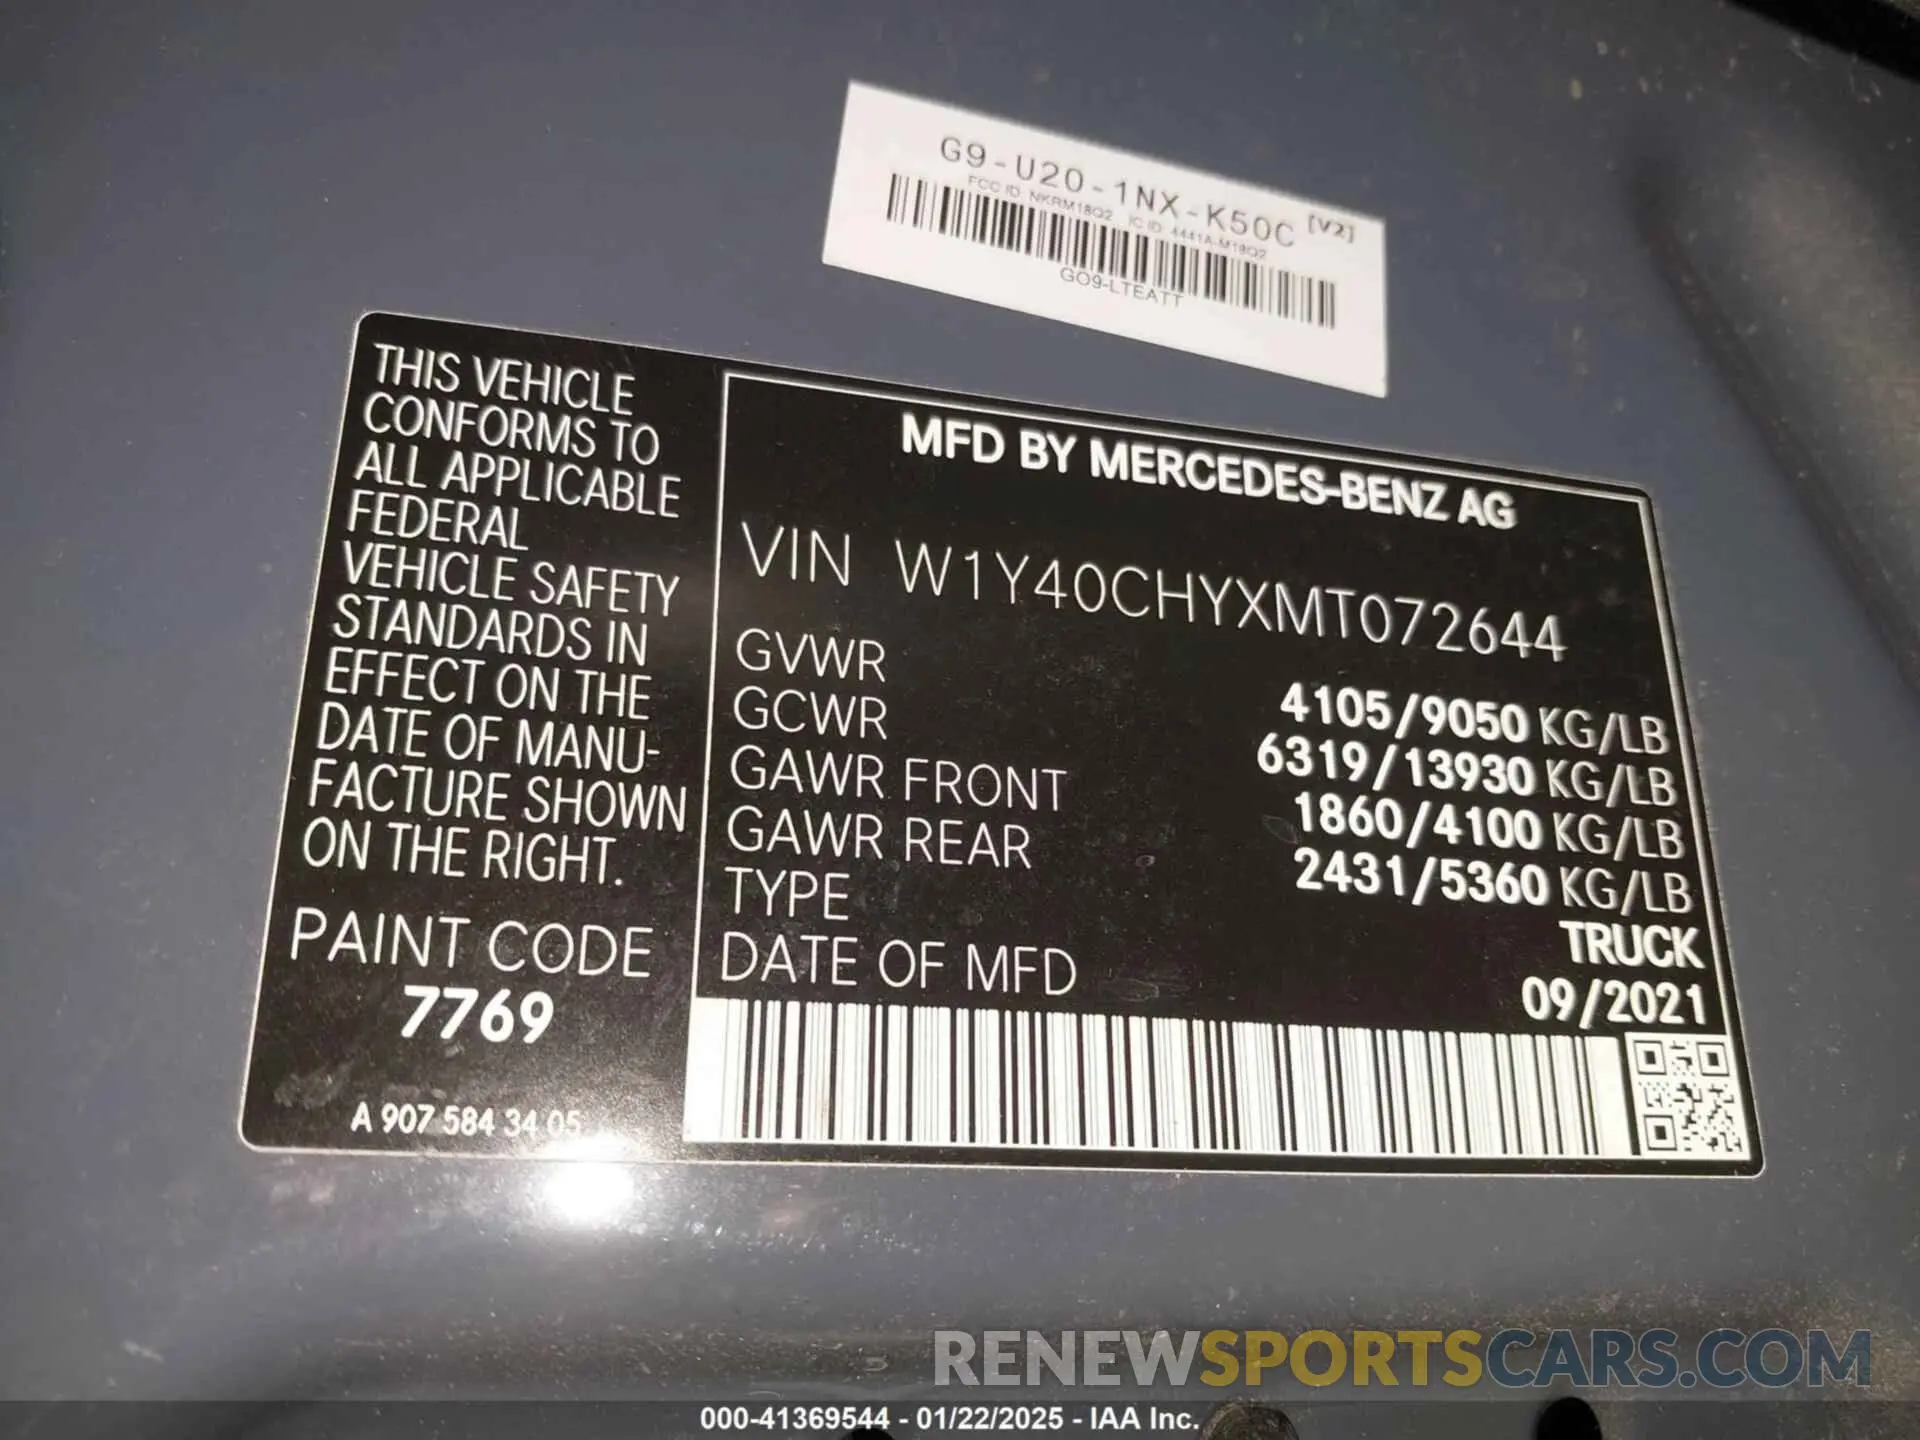 G9-U20-1NX-K50C [V2]
FCC ID: NKRM18Q2 IC ID: 4441A-M18Q2
GO9-LTEATT
THIS VEHICLE
CONFORMS TO
ALL APPLICABLE
FEDERAL
VEHICLE SAFETY
STANDARDS IN
EFFECT ON THE
DATE OF MANU-
FACTURE SHOWN
ON THE RIGHT.
PAINT CODE
7769
A 907 584 34 05
MFD BY MERCEDES-BENZ AG
VIN W1Y40CHYXMT072644
GVWR 4105/9050 KG/LB
GCWR 6319/13930 KG/LB
GAWR FRONT 1860/4100 KG/LB
GAWR REAR 2431/5360 KG/LB
TYPE TRUCK
DATE OF MFD 09/2021
RENEWSPORTSCARS.COM
000-41369544 - 01/22/2025 - IAA Inc.